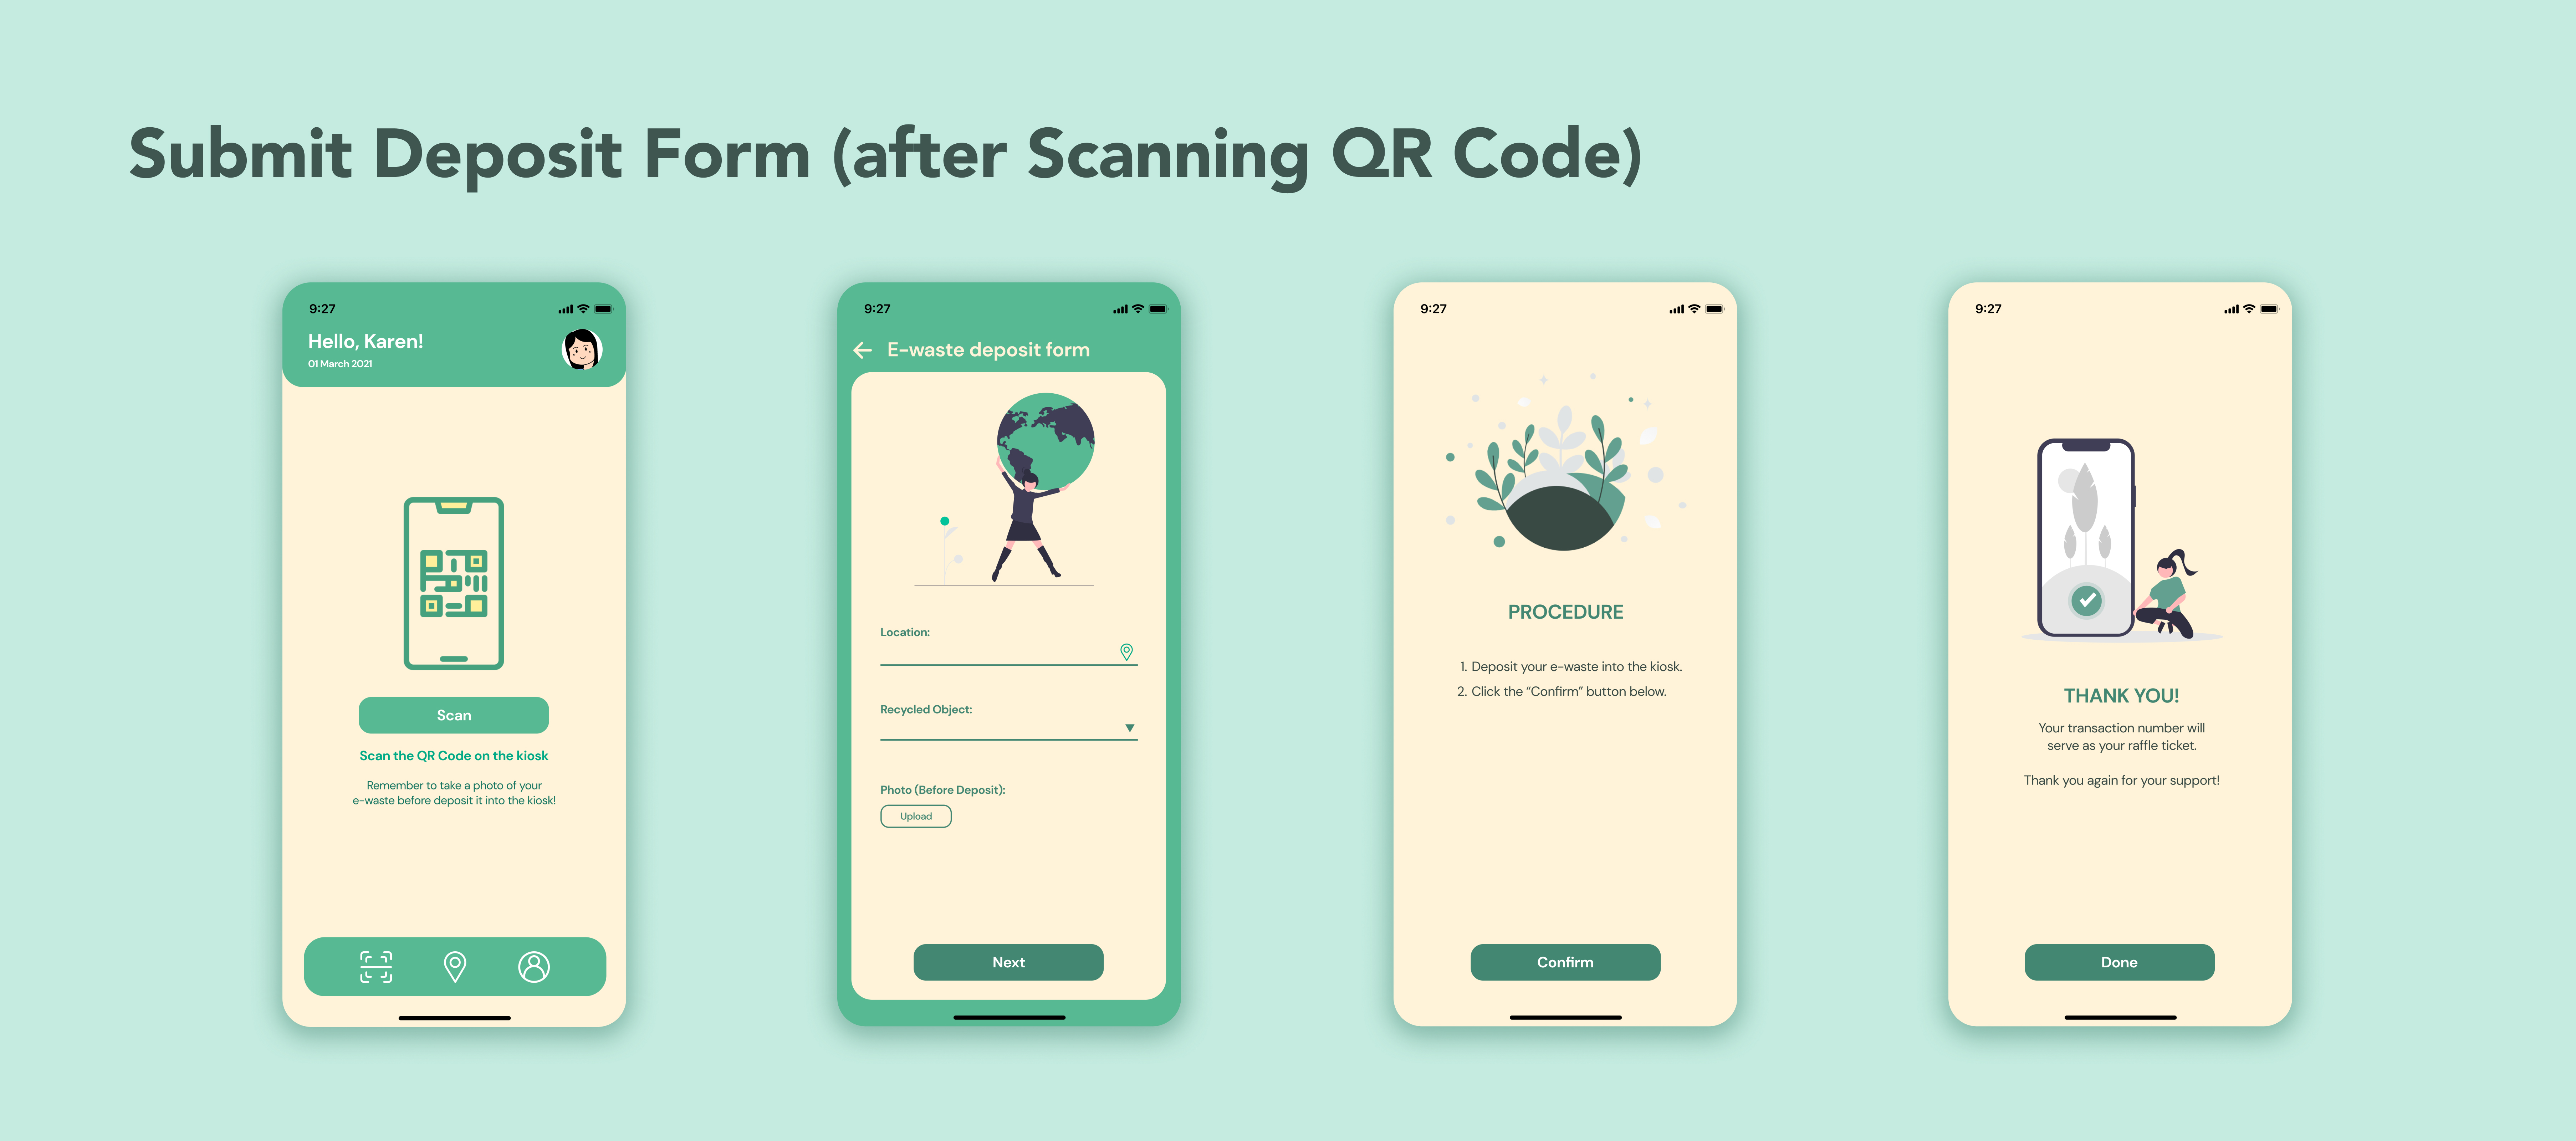 Submit Deposit Form (after Scanning QR Code)
9:27
Hello, Karen!
01 March 2021
Scan
Scan the QR Code on the kiosk
Remember to take a photo of your
e-waste before deposit it into the kiosk!
9:27
E-waste deposit form
Location:
Recycled Object:
Photo (Before Deposit):
Upload
Next
9:27
PROCEDURE
1. Deposit your e-waste into the kiosk.
2. Click the “Confirm” button below.
Confirm
9:27
THANK YOU!
Your transaction number will
serve as your raffle ticket.
Thank you again for your support!
Done